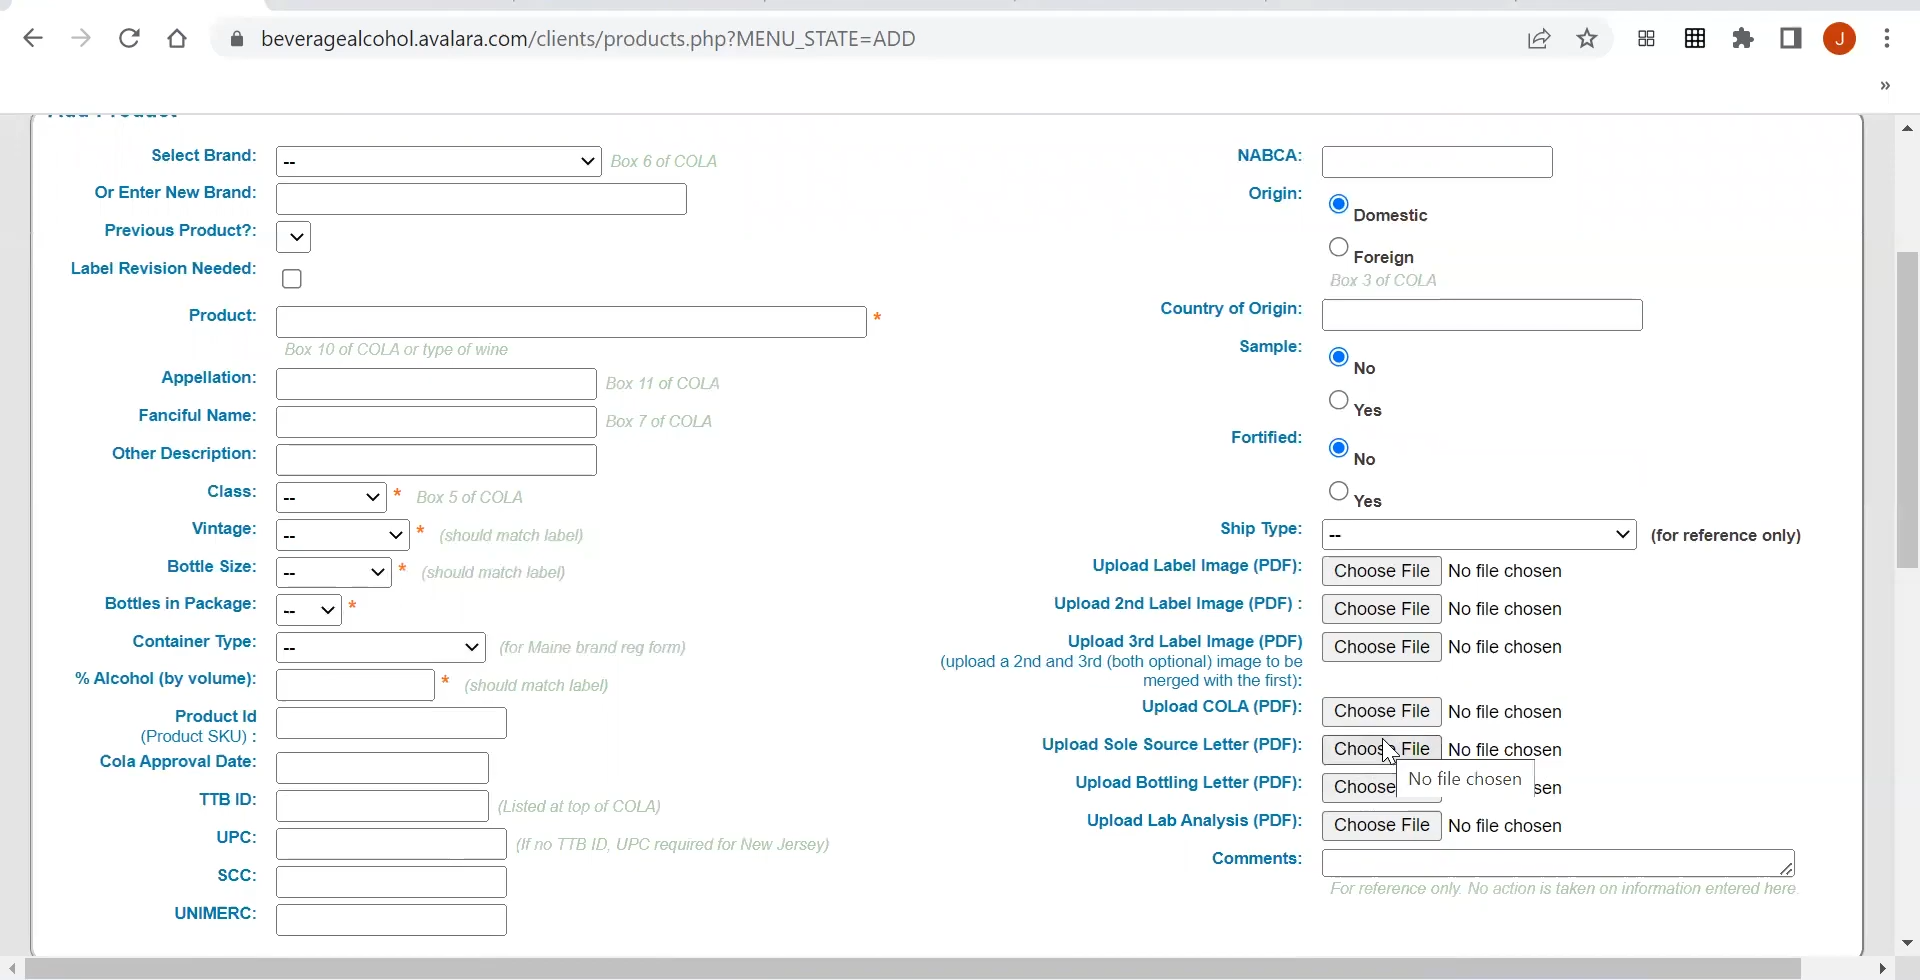 beveragealcohol.avalara.com/clients/products.php?MENU_STATE=ADD
J
»
Add Product
Select Brand: -- Box 6 of COLA
Or Enter New Brand:
Previous Product?:
Label Revision Needed:
Product: *
Box 10 of COLA or type of wine
Appellation: Box 11 of COLA
Fanciful Name: Box 7 of COLA
Other Description:
Class: -- * Box 5 of COLA
Vintage: -- * (should match label)
Bottle Size: -- * (should match label)
Bottles in Package: -- *
Container Type: -- (for Maine brand reg form)
% Alcohol (by volume): * (should match label)
Product Id
(Product SKU) :
Cola Approval Date:
TTB ID: (Listed at top of COLA)
UPC: (If no TTB ID, UPC required for New Jersey)
SCC:
UNIMERC:
NABCA:
Origin:
Domestic
Foreign
Box 3 of COLA
Country of Origin:
Sample:
No
Yes
Fortified:
No
Yes
Ship Type: -- (for reference only)
Upload Label Image (PDF): Choose File No file chosen
Upload 2nd Label Image (PDF) : Choose File No file chosen
Upload 3rd Label Image (PDF) Choose File No file chosen
(upload a 2nd and 3rd (both optional) image to be
merged with the first):
Upload COLA (PDF): Choose File No file chosen
Upload Sole Source Letter (PDF): Choose File No file chosen
No file chosen
Upload Bottling Letter (PDF): Choose sen
Upload Lab Analysis (PDF): Choose File No file chosen
Comments:
For reference only. No action is taken on information entered here.